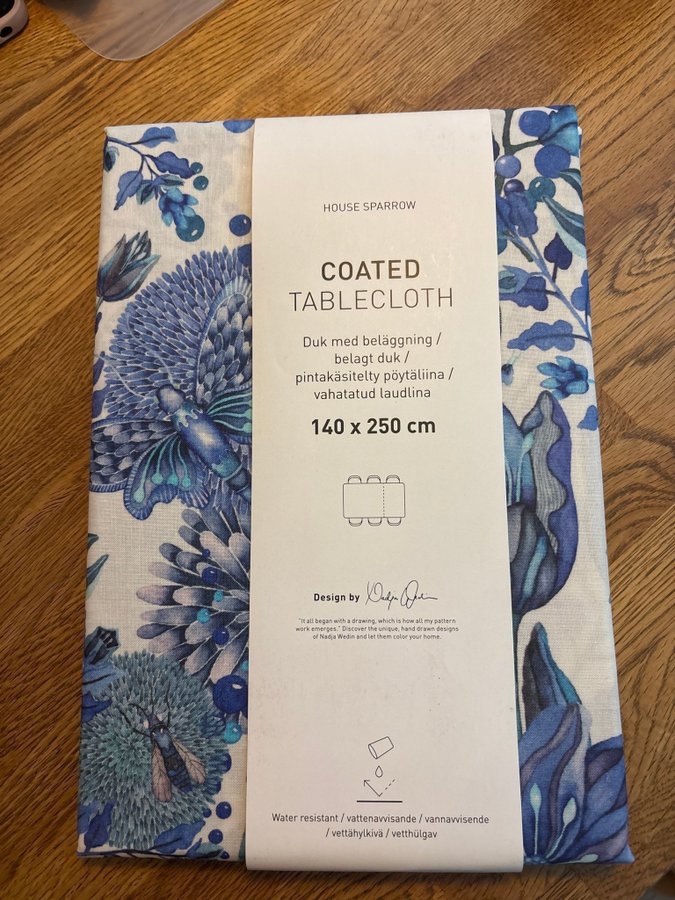 HOUSE SPARROW
COATED
TABLECLOTH
Duk med beläggning /
belagt duk /
pintakäsitelty pöytäliina /
vahatatud laudlina
140 x 250 cm
Design by Nadja Wedin
"It all began with a drawing, which is how all my pattern
work emerges." Discover the unique, hand drawn designs
of Nadja Wedin and let them color your home.
Water resistant / vattenavvisande / vannavvisende
/ vettähylkivä / vetthülgav